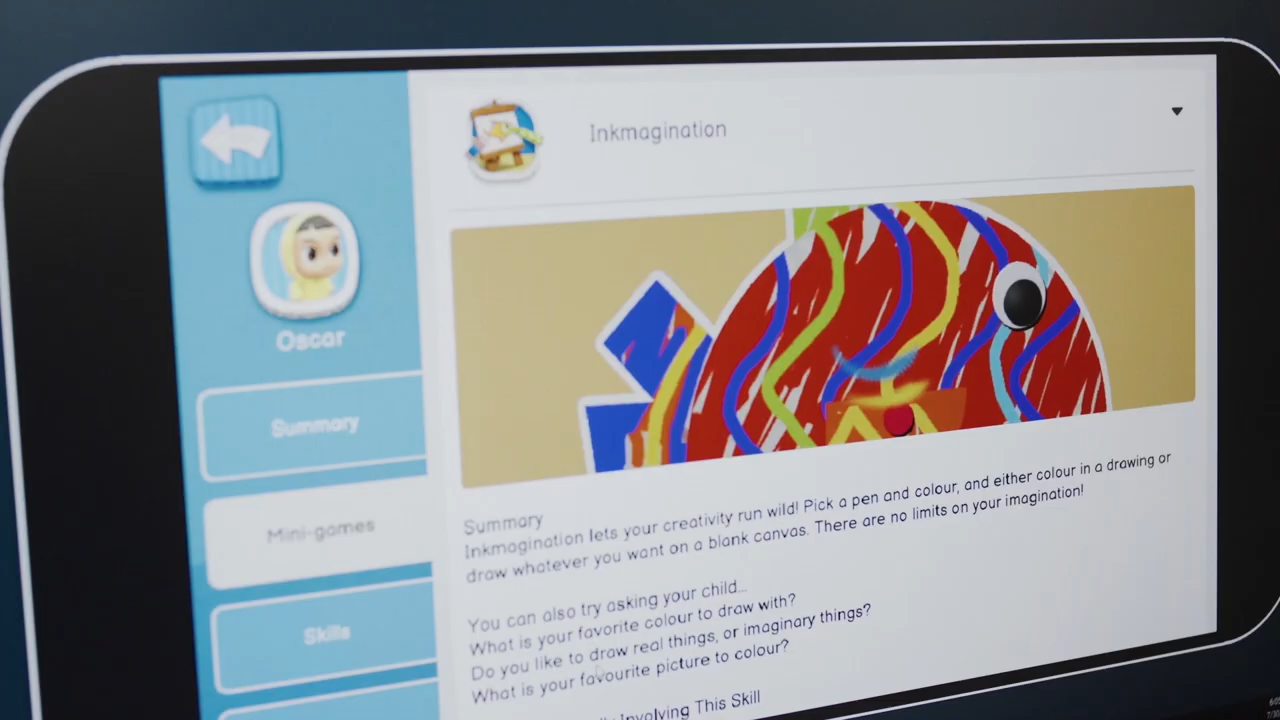 Inkmagination
Oscar
Summary
Mini-games
Skills
Summary
Inkmagination lets your creativity run wild! Pick a pen and colour, and either colour in a drawing or
draw whatever you want on a blank canvas. There are no limits on your imagination!
You can also try asking your child...
What is your favorite colour to draw with?
Do you like to draw real things, or imaginary things?
What is your favourite picture to colour?
Involving This Skill